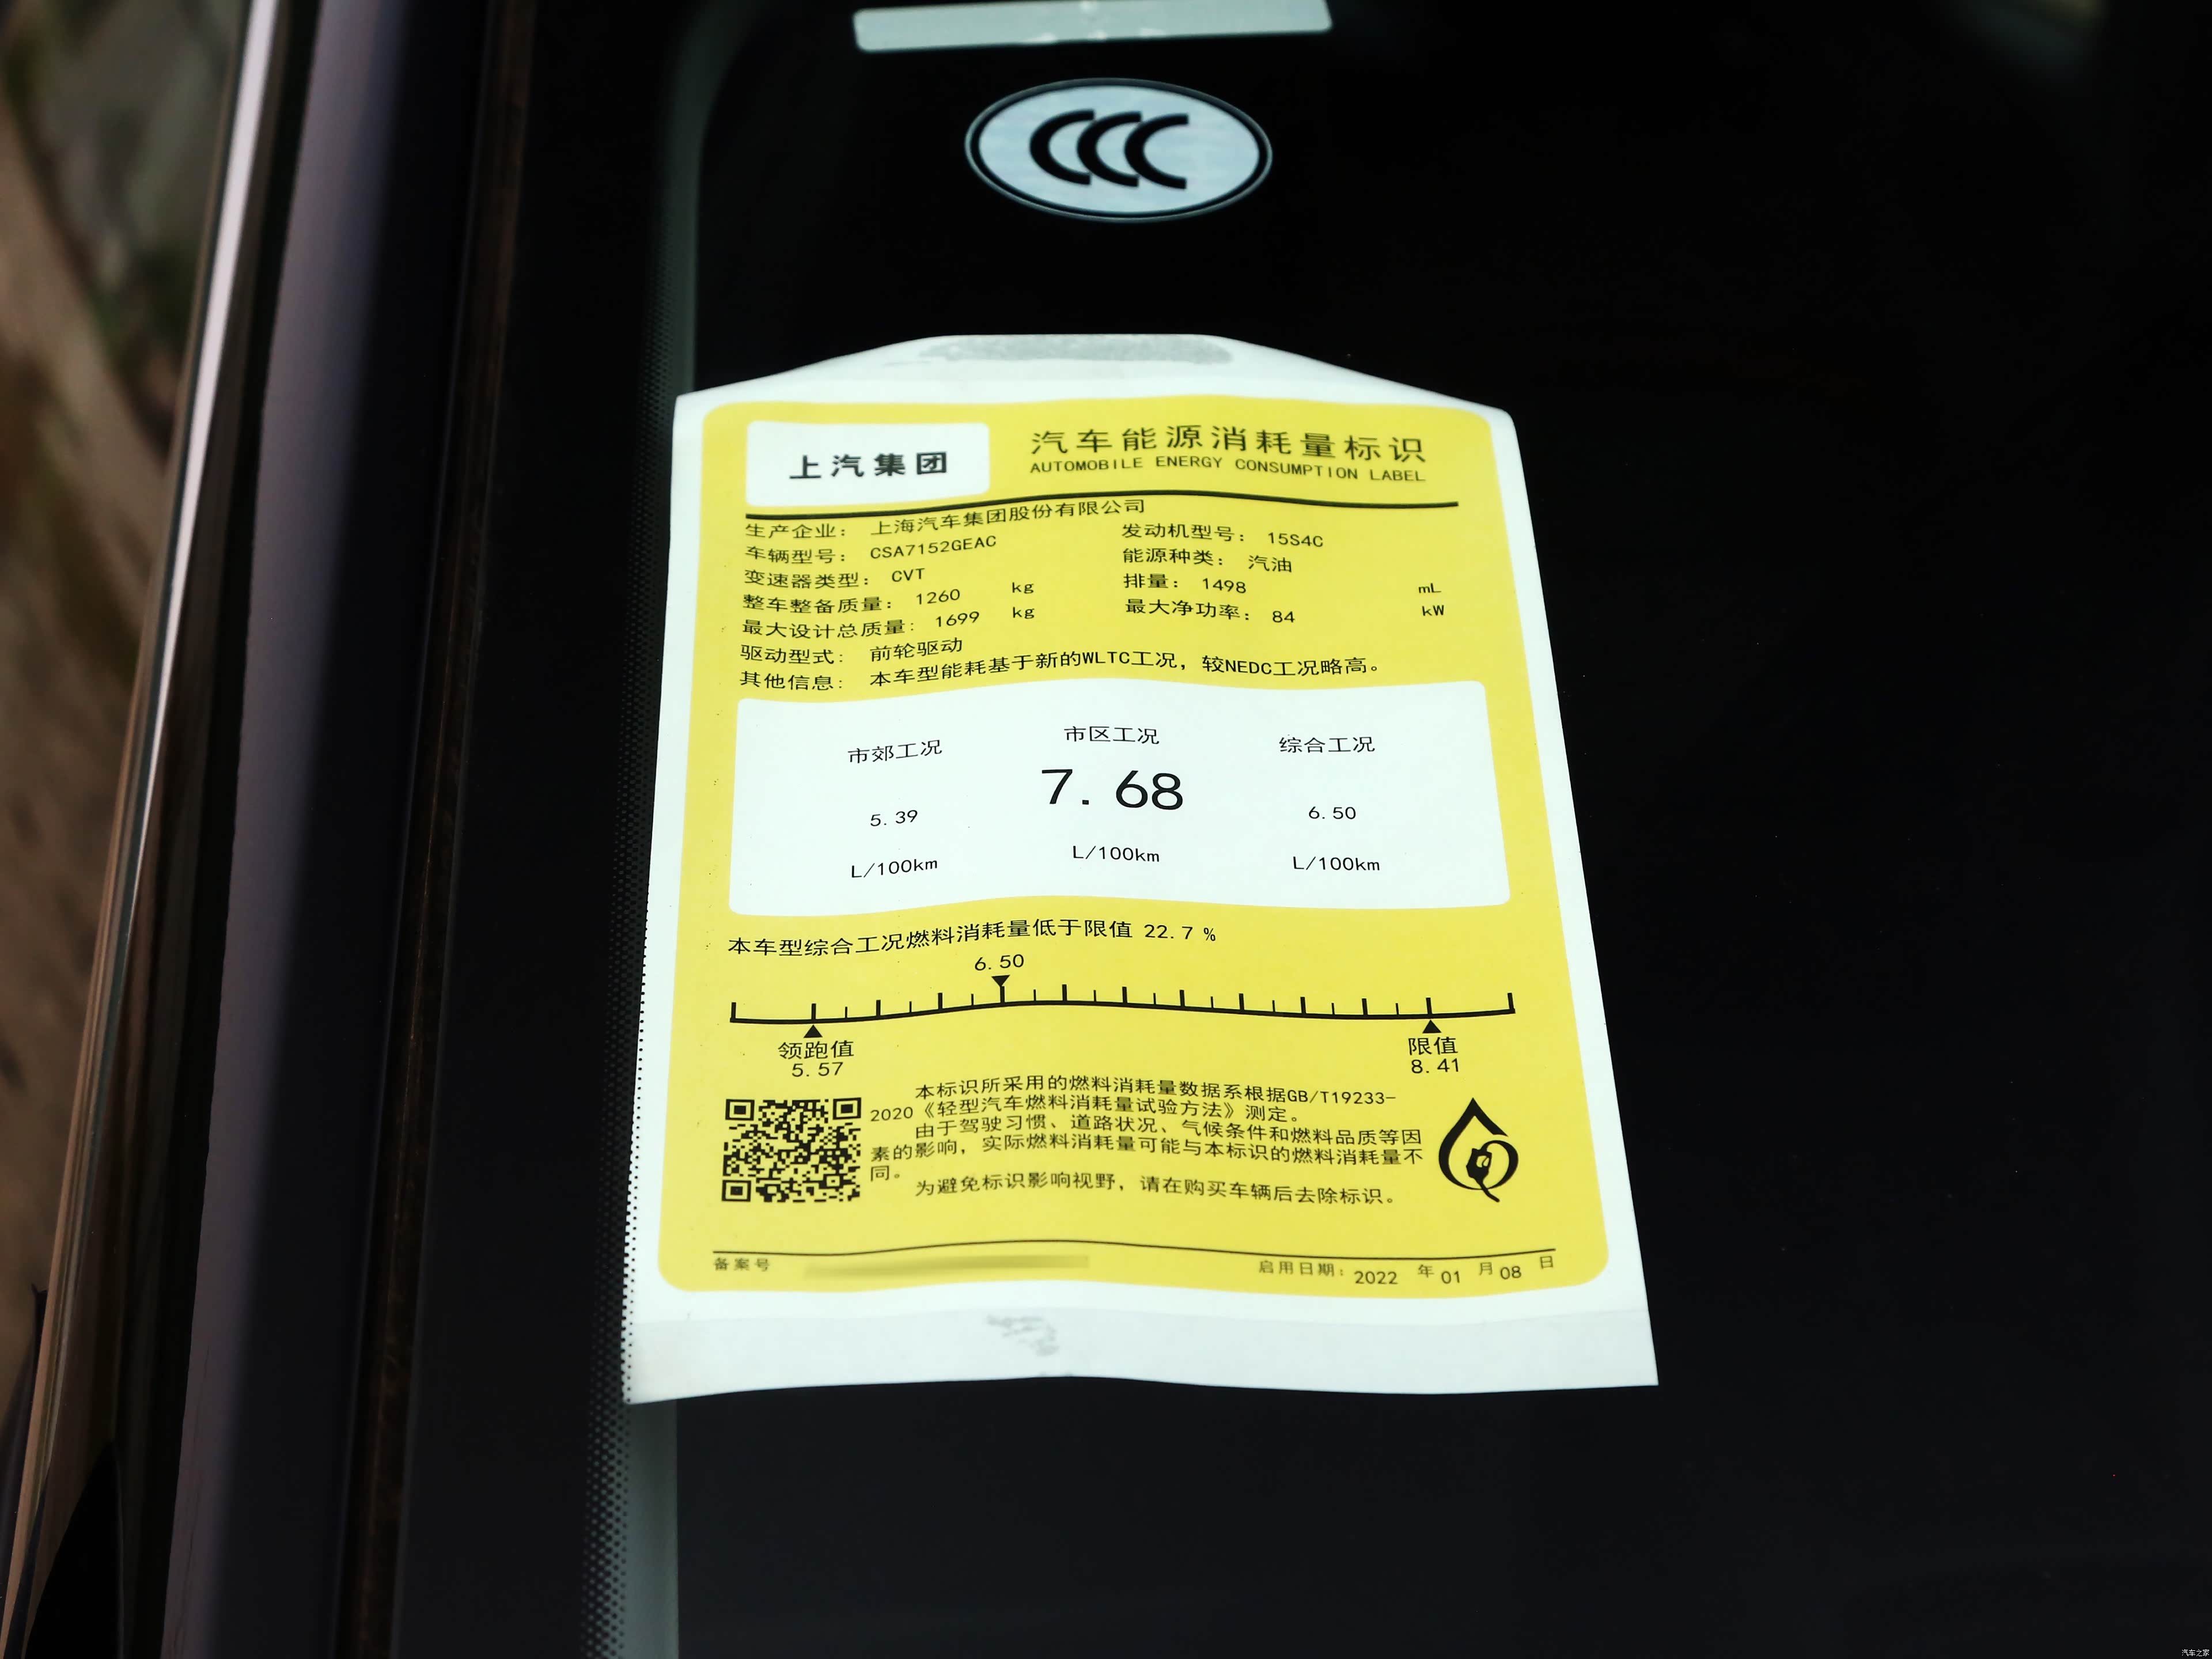 CCC
上汽集团
汽车能源消耗量标识
AUTOMOBILE ENERGY CONSUMPTION LABEL
生产企业： 上海汽车集团股份有限公司
车辆型号： CSA7152GEAC 发动机型号： 15S4C
变速器类型： CVT 能源种类： 汽油
整车整备质量： 1260 kg 排量： 1498 mL
最大设计总质量： 1699 kg 最大净功率： 84 kW
驱动型式： 前轮驱动
其他信息： 本车型能耗基于新的WLTC工况，较NEDC工况略高。
市郊工况 市区工况 综合工况
5.39 7.68 6.50
L/100km L/100km L/100km
本车型综合工况燃料消耗量低于限值 22.7 %
6.50
领跑值 限值
5.57 8.41
本标识所采用的燃料消耗量数据系根据GB/T19233-
2020《轻型汽车燃料消耗量试验方法》测定。
由于驾驶习惯、道路状况、气候条件和燃料品质等因
素的影响，实际燃料消耗量可能与本标识的燃料消耗量不
同。
为避免标识影响视野，请在购买车辆后去除标识。
备案号 启用日期：2022 年 01 月 08 日
汽车之家